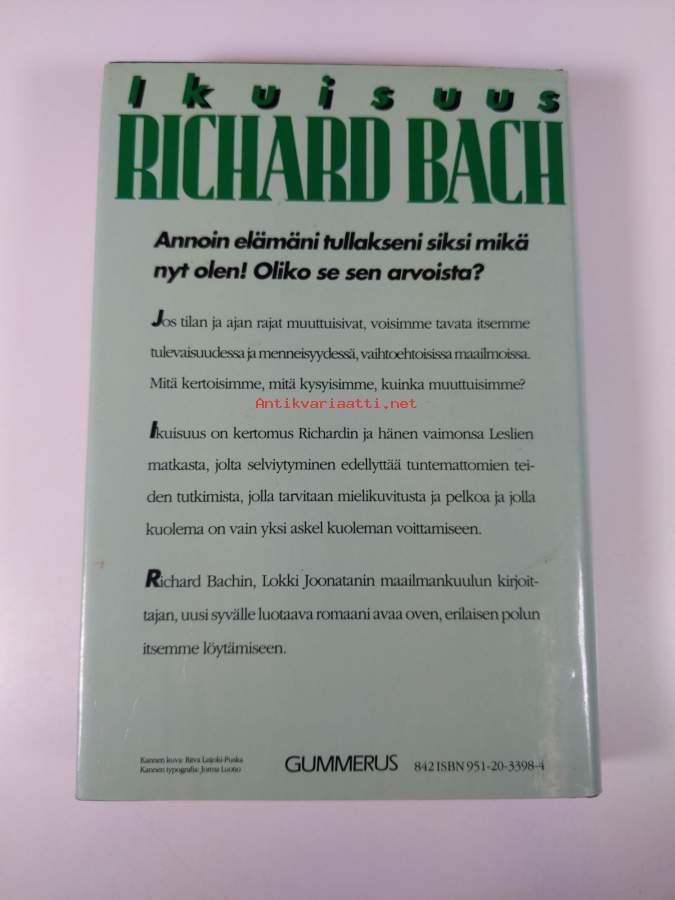 Ikuisuus
RICHARD BACH
Annoin elämäni tullakseni siksi mikä
nyt olen! Oliko se sen arvoista?
Jos tilan ja ajan rajat muuttuisivat, voisimme tavata itsemme
tulevaisuudessa ja menneisyydessä, vaihtoehtoisissa maailmoissa.
Mitä kertoisimme, mitä kysyisimme, kuinka muuttuisimme?
Antikvariaatti.net
Ikuisuus on kertomus Richardin ja hänen vaimonsa Leslien
matkasta, jolta selviytyminen edellyttää tuntemattomien tei-
den tutkimista, jolla tarvitaan mielikuvitusta ja pelkoa ja jolla
kuolema on vain yksi askel kuoleman voittamiseen.
Richard Bachin, Lokki Joonatanin maailmankuulun kirjoit-
tajan, uusi syvälle luotaava romaani avaa oven, erilaisen polun
itsemme löytämiseen.
Kannen kuva: Ritva Laijoki-Puska
Kannen typografia: Jorma Luotio
GUMMERUS
842 ISBN 951-20-3398-4